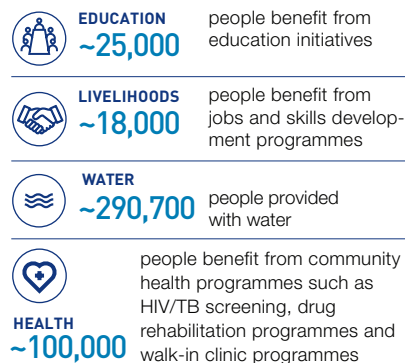 EDUCATION
~25,000
people benefit from
education initiatives
LIVELIHOODS
~18,000
people benefit from
jobs and skills develop-
ment programmes
WATER
~290,700
people provided
with water
HEALTH
~100,000
people benefit from community
health programmes such as
HIV/TB screening, drug
rehabilitation programmes and
walk-in clinic programmes